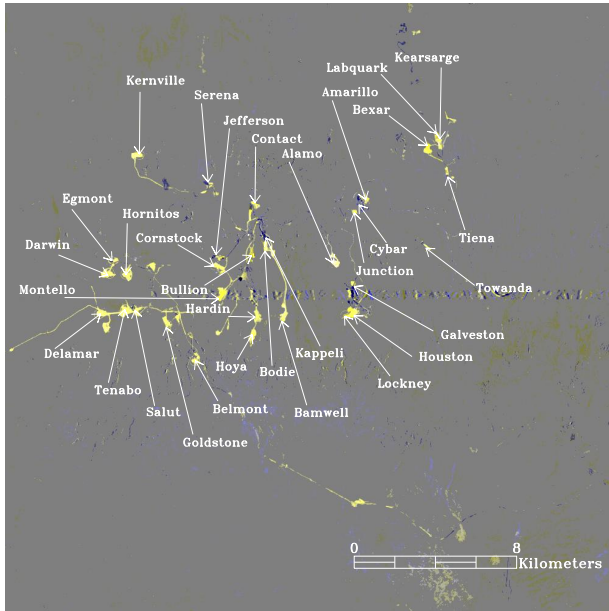 Kearsarge
Labquark
Kernville
Amarillo
Serena
Bexar
Jefferson
Contact
Alamo
Egmont
Hornitos
Cornstock
Darwin
Tiena
Cybar
Junction
Towanda
Montello
Bullion
Hardin
Galveston
Delamar
Kappeli
Houston
Hoya
Bodie
Lockney
Tenabo
Salut
Belmont
Bamwell
Goldstone
0 8
Kilometers